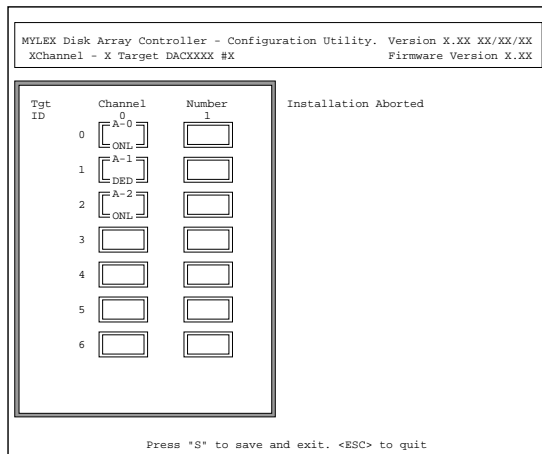 MYLEX Disk Array Controller - Configuration Utility. Version X.XX XX/XX/XX
XChannel - X Target DACXXXX #X Firmware Version X.XX
Tgt Channel Number Installation Aborted
ID 0 1
A-0
0
ONL
A-1
1
DED
A-2
2
ONL
3
4
5
6
Press "S" to save and exit. <ESC> to quit